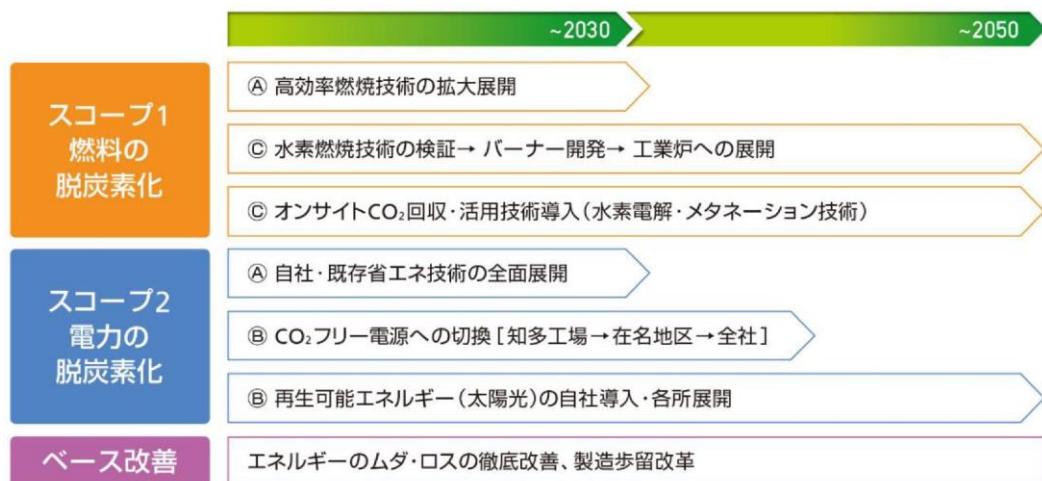 ~2030
~2050
スコープ1
燃料の
脱炭素化
Ⓐ 高効率燃焼技術の拡大展開
Ⓒ 水素燃焼技術の検証→ バーナー開発→ 工業炉への展開
Ⓒ オンサイトCO₂回収・活用技術導入(水素電解・メタネーション技術)
スコープ2
電力の
脱炭素化
Ⓐ 自社・既存省エネ技術の全面展開
Ⓑ CO₂フリー電源への切換[知多工場→在名地区→全社]
Ⓑ 再生可能エネルギー(太陽光)の自社導入・各所展開
ベース改善
エネルギーのムダ・ロスの徹底改善、製造歩留改革